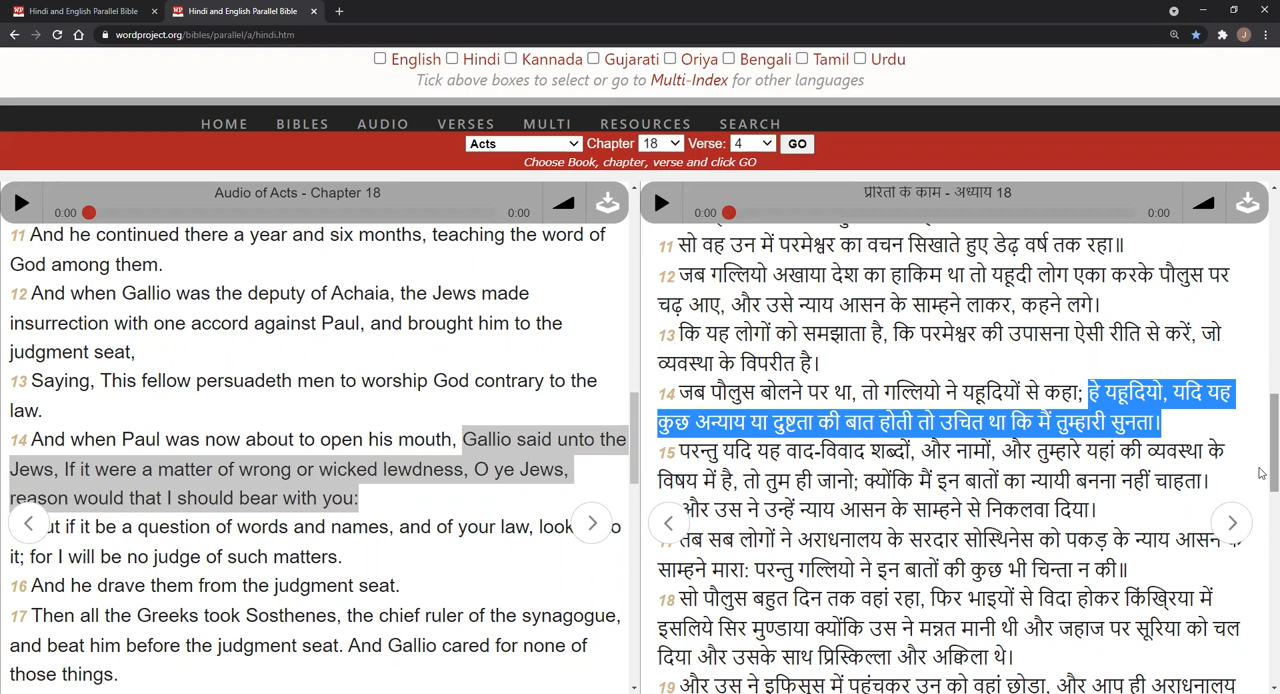 Hindi and English Parallel Bible
Hindi and English Parallel Bible
wordproject.org/bibles/parallel/a/hindi.htm
J
English Hindi Kannada Gujarati Oriya Bengali Tamil Urdu
Tick above boxes to select or go to Multi-Index for other languages
HOME BIBLES AUDIO VERSES MULTI RESOURCES SEARCH
Acts Chapter 18 Verse: 4 GO
Choose Book, chapter, verse and click GO
Audio of Acts - Chapter 18
0:00 0:00
11 And he continued there a year and six months, teaching the word of
God among them.
12 And when Gallio was the deputy of Achaia, the Jews made
insurrection with one accord against Paul, and brought him to the
judgment seat,
13 Saying, This fellow persuadeth men to worship God contrary to the
law.
14 And when Paul was now about to open his mouth, Gallio said unto the
Jews, If it were a matter of wrong or wicked lewdness, O ye Jews,
reason would that I should bear with you:
if it be a question of words and names, and of your law, look
it; for I will be no judge of such matters.
16 And he drave them from the judgment seat.
17 Then all the Greeks took Sosthenes, the chief ruler of the synagogue,
and beat him before the judgment seat. And Gallio cared for none of
those things.
के काम - अध्याय 18
0:00 0:00
11 सो वह उन में परमेश्वर का वचन सिखाते हुए डेढ़ वर्ष तक रहा॥
12 जब गल्लियो अखाया देश का हाकिम था तो यहूदी लोग एका करके पौलुस पर
चढ़ आए, और उसे न्याय आसन के साम्हने लाकर, कहने लगे।
13 कि यह लोगों को समझाता है, कि परमेश्वर की उपासना ऐसी रीति से करें, जो
व्यवस्था के विपरीत है।
14 जब पौलुस बोलने पर था, तो गल्लियो ने यहूदियों से कहा; हे यहूदियो, यदि यह
कुछ अन्याय या दुष्टता की बात होती तो उचित था कि मैं तुम्हारी सुनता।
15 परन्तु यदि यह वाद-विवाद शब्दों, और नामों, और तुम्हारे यहां की व्यवस्था के
विषय में है, तो तुम ही जानो; क्योंकि मैं इन बातों का न्यायी बनना नहीं चाहता।
और उस ने उन्हें न्याय आसन के साम्हने से निकलवा दिया।
तब सब लोगों ने अराधनालय के सरदार सोस्थिनेस को पकड़ के न्याय आसन
साम्हने मारा: परन्तु गल्लियो ने इन बातों की कुछ भी चिन्ता न की॥
18 सो पौलुस बहुत दिन तक वहां रहा, फिर भाइयों से विदा होकर किंख्रिया में
इसलिये सिर मुण्डाया क्योंकि उस ने मन्नत मानी थी और जहाज पर सूरिया को चल
दिया और उसके साथ प्रिस्किल्ला और अक्विला थे।
19 और उस ने इफिसुस में पहुंचकर उन को वहां छोड़ा, और आप ही अराधनालय